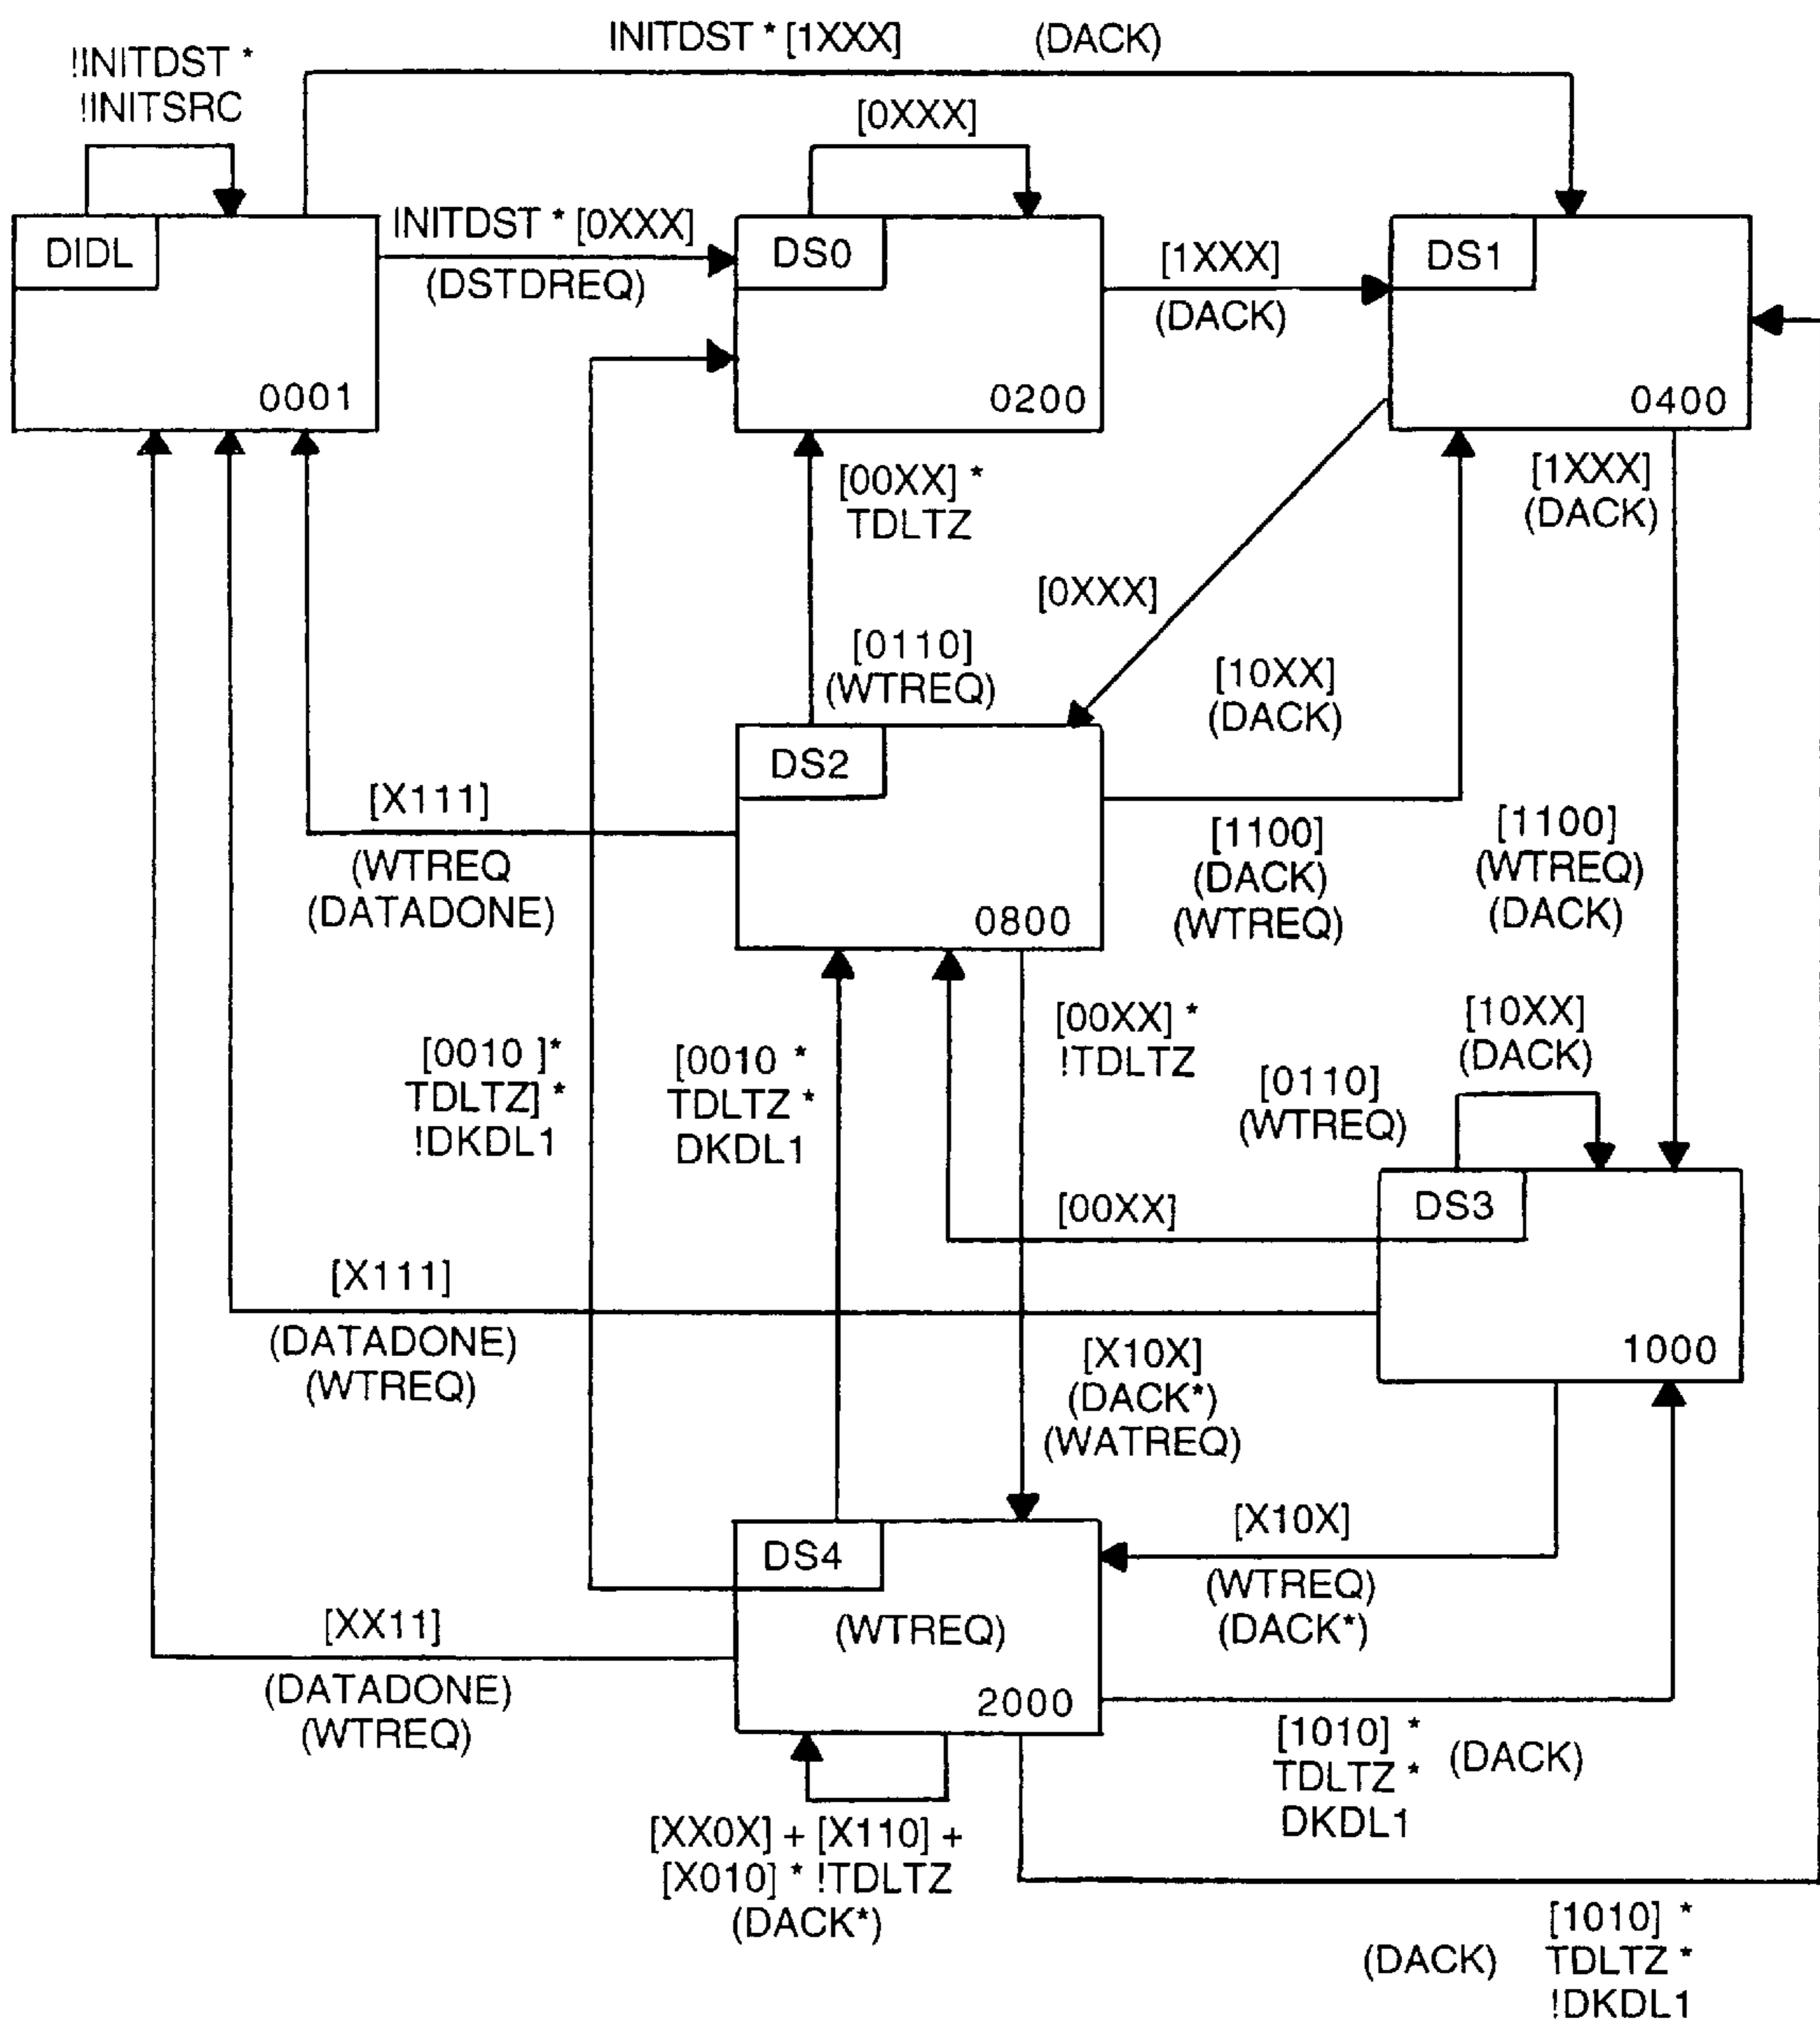 INITDST * [1XXX] (DACK)
!INITDST *
!INITSRC
[0XXX]
DIDL
0001
INITDST * [0XXX]
(DSTDREQ)
DS0
0200
[1XXX]
(DACK)
DS1
0400
[00XX] *
TDLTZ
[1XXX]
(DACK)
[0XXX]
[0110]
(WTREQ)
[10XX]
(DACK)
DS2
0800
[X111]
(WTREQ
(DATADONE)
[1100]
(DACK)
(WTREQ)
[1100]
(WTREQ)
(DACK)
[0010 ]*
TDLTZ] *
!DKDL1
[0010 *
TDLTZ *
DKDL1
[00XX] *
!TDLTZ
[10XX]
(DACK)
[0110]
(WTREQ)
[00XX]
DS3
1000
[X111]
(DATADONE)
(WTREQ)
[X10X]
(DACK*)
(WATREQ)
[X10X]
(WTREQ)
(DACK*)
DS4
(WTREQ)
2000
[XX11]
(DATADONE)
(WTREQ)
[1010] *
TDLTZ * (DACK)
DKDL1
[XX0X] + [X110] +
[X010] * !TDLTZ
(DACK*)
[1010] *
(DACK) TDLTZ *
!DKDL1